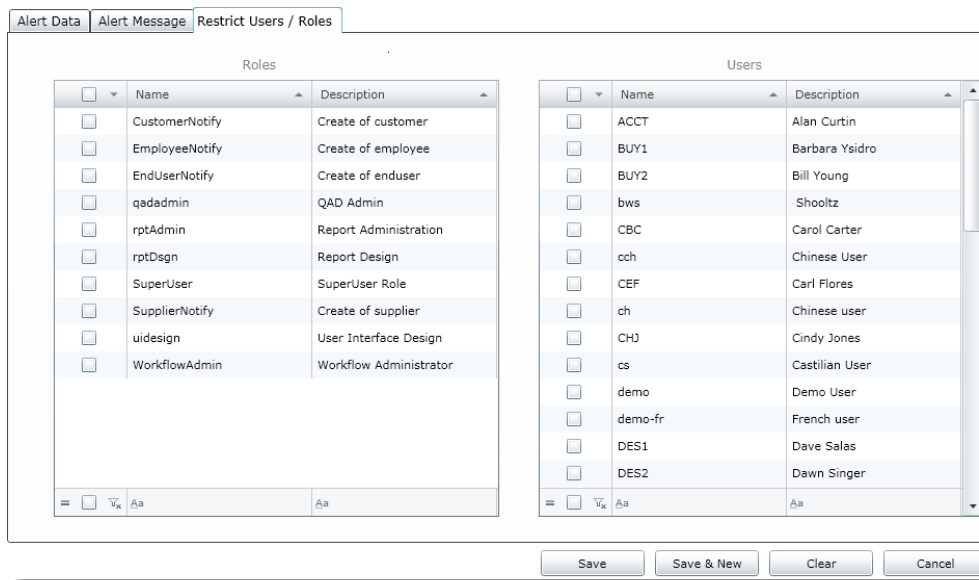 Alert Data Alert Message Restrict Users / Roles
Roles
Name Description
CustomerNotify Create of customer
EmployeeNotify Create of employee
EndUserNotify Create of enduser
qadadmin QAD Admin
rptAdmin Report Administration
rptDsgn Report Design
SuperUser SuperUser Role
SupplierNotify Create of supplier
uidesign User Interface Design
WorkflowAdmin Workflow Administrator
= Aa Aa
Users
Name Description
ACCT Alan Curtin
BUY1 Barbara Ysidro
BUY2 Bill Young
bws Shooltz
CBC Carol Carter
cch Chinese User
CEF Carl Flores
ch Chinese user
CHJ Cindy Jones
cs Castilian User
demo Demo User
demo-fr French user
DES1 Dave Salas
DES2 Dawn Singer
= Aa Aa
Save Save & New Clear Cancel